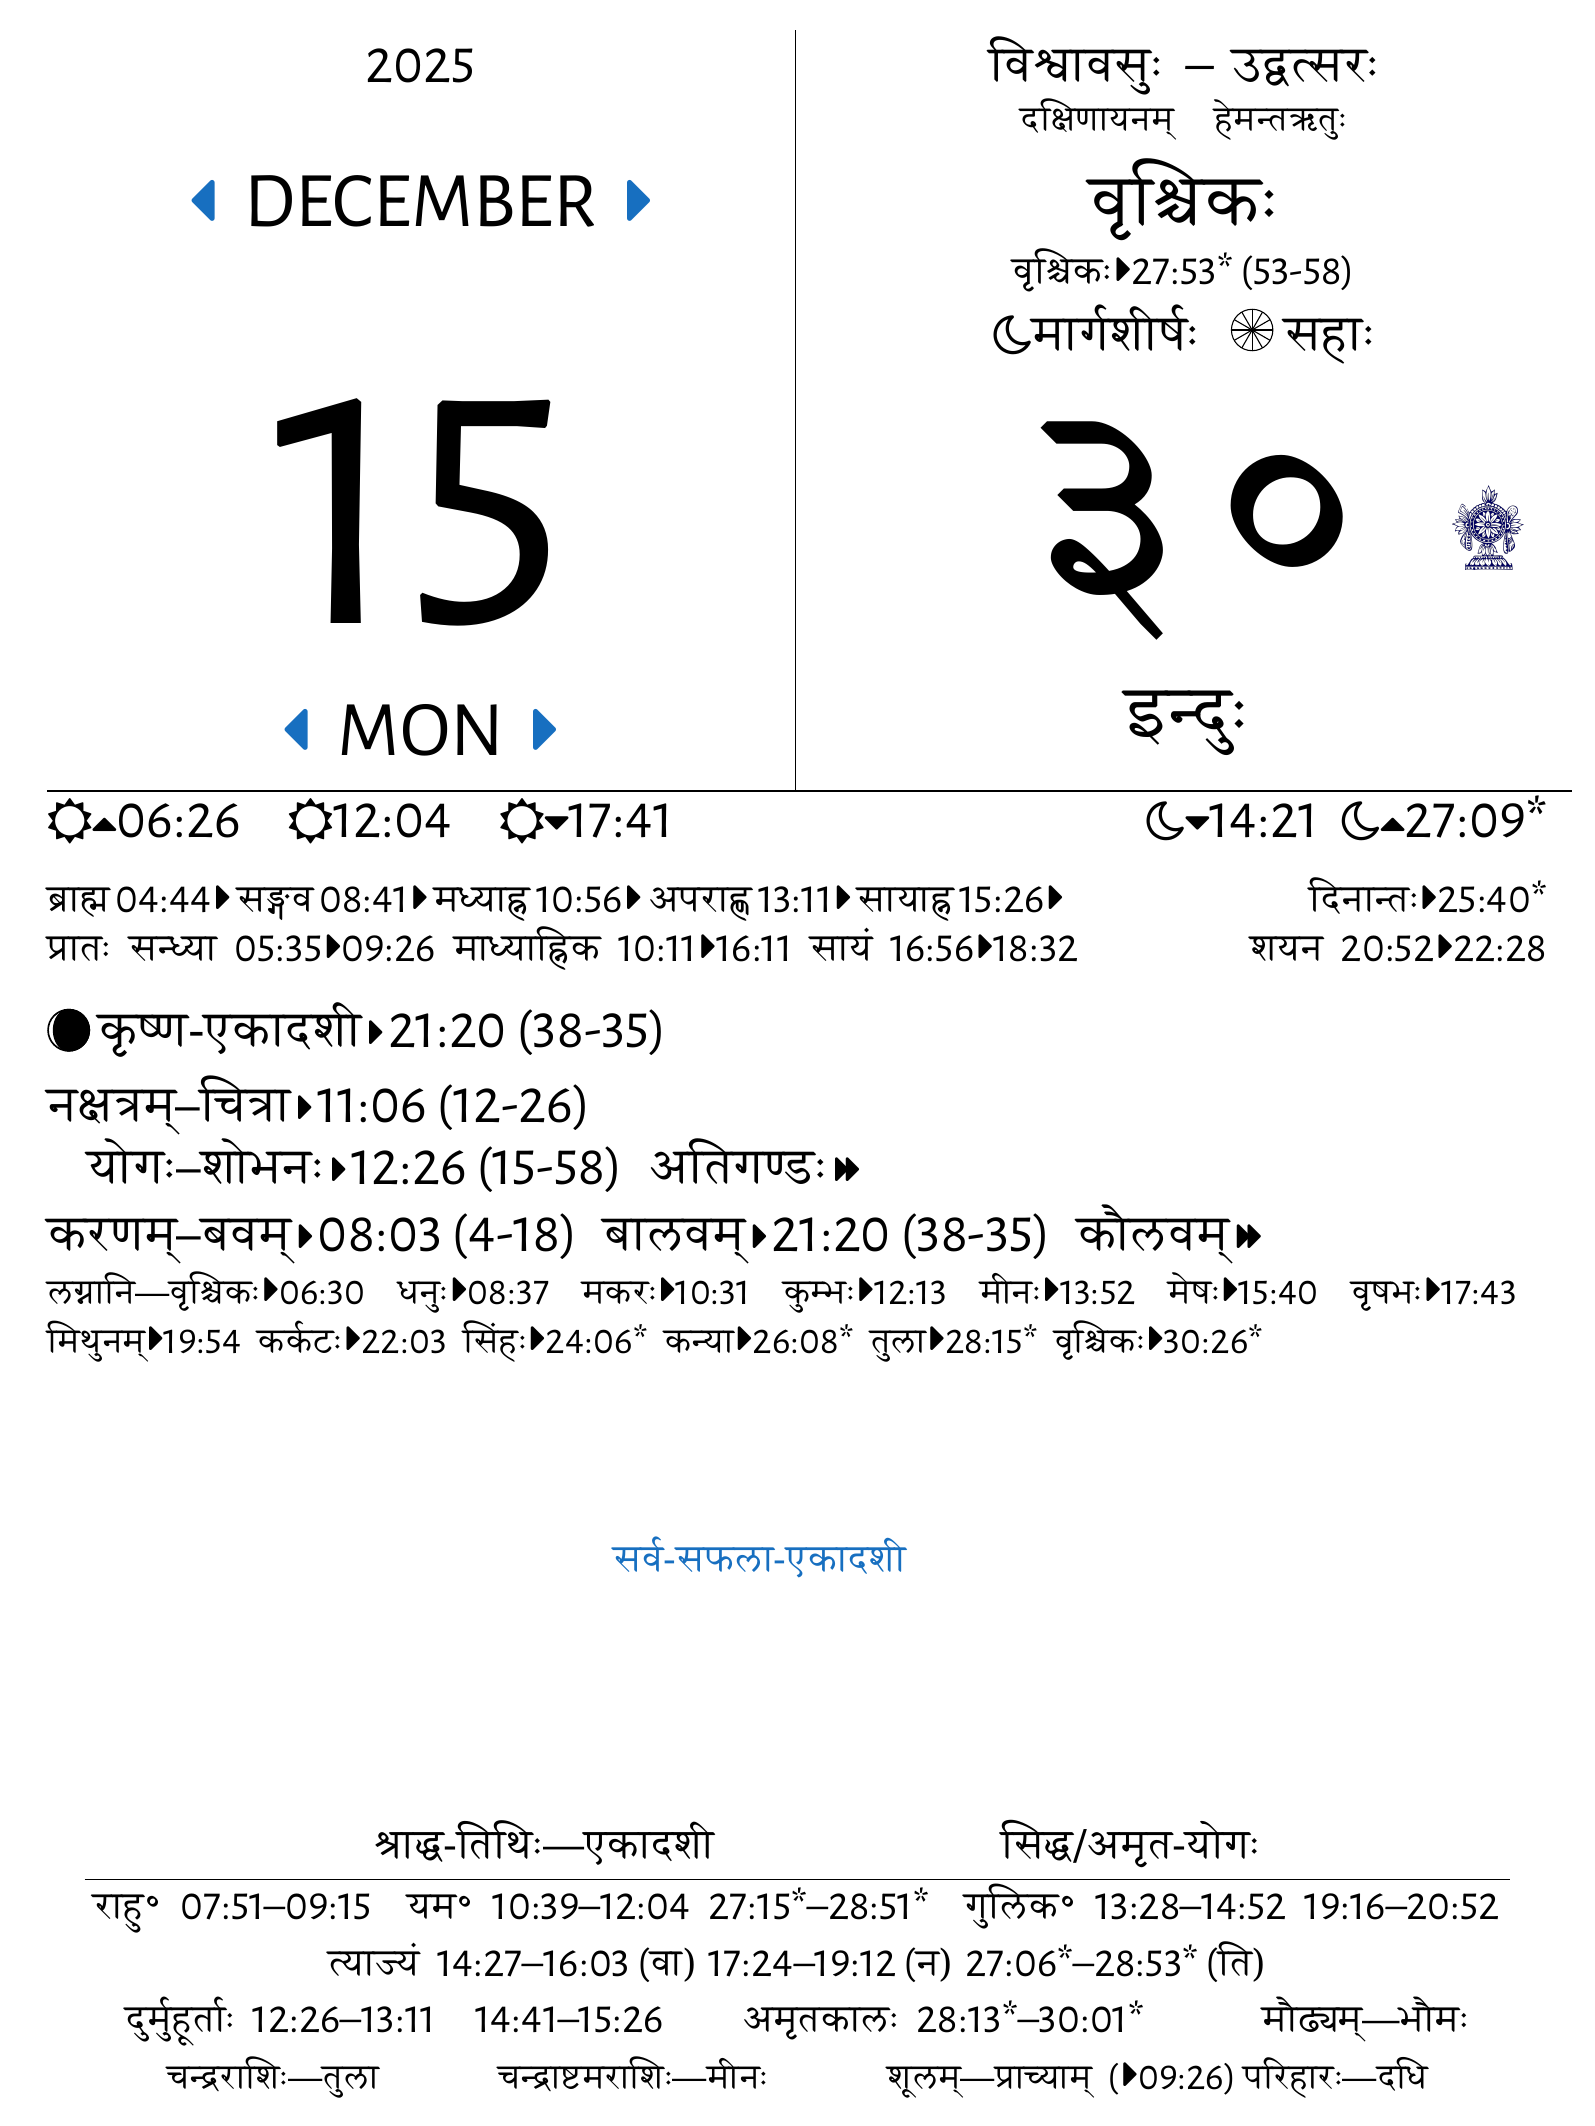 2025
DECEMBER
15
MON
विश्वावसुः – उद्वत्सरः
दक्षिणायनम् हेमन्तऋतुः
वृश्चिकः
वृश्चिकः⏵27:53* (53-58)
मार्गशीर्षः सहाः
३०
इन्दुः
06:26 12:04 17:41 14:21 27:09*
ब्राह्म 04:44⏵ सङ्गव 08:41⏵ मध्याह्न 10:56⏵ अपराह्ण 13:11⏵ सायाह्न 15:26⏵ दिनान्तः⏵25:40*
प्रातः सन्ध्या 05:35⏵09:26 माध्याह्निक 10:11⏵16:11 सायं 16:56⏵18:32 शयन 20:52⏵22:28
कृष्ण-एकादशी⏵21:20 (38-35)
नक्षत्रम्–चित्रा⏵11:06 (12-26)
योगः–शोभनः⏵12:26 (15-58) अतिगण्डः⏩
करणम्–बवम्⏵08:03 (4-18) बालवम्⏵21:20 (38-35) कौलवम्⏩
लग्नानि—वृश्चिकः⏵06:30 धनुः⏵08:37 मकरः⏵10:31 कुम्भः⏵12:13 मीनः⏵13:52 मेषः⏵15:40 वृषभः⏵17:43
मिथुनम्⏵19:54 कर्कटः⏵22:03 सिंहः⏵24:06* कन्या⏵26:08* तुला⏵28:15* वृश्चिकः⏵30:26*
सर्व-सफला-एकादशी
श्राद्ध-तिथिः—एकादशी सिद्ध/अमृत-योगः
राहु॰ 07:51–09:15 यम॰ 10:39–12:04 27:15*–28:51* गुलिक॰ 13:28–14:52 19:16–20:52
त्याज्यं 14:27–16:03 (वा) 17:24–19:12 (न) 27:06*–28:53* (ति)
दुर्मुहूर्ताः 12:26–13:11 14:41–15:26 अमृतकालः 28:13*–30:01* मौढ्यम्—भौमः
चन्द्रराशिः—तुला चन्द्राष्टमराशिः—मीनः शूलम्—प्राच्याम् (⏵09:26) परिहारः—दधि